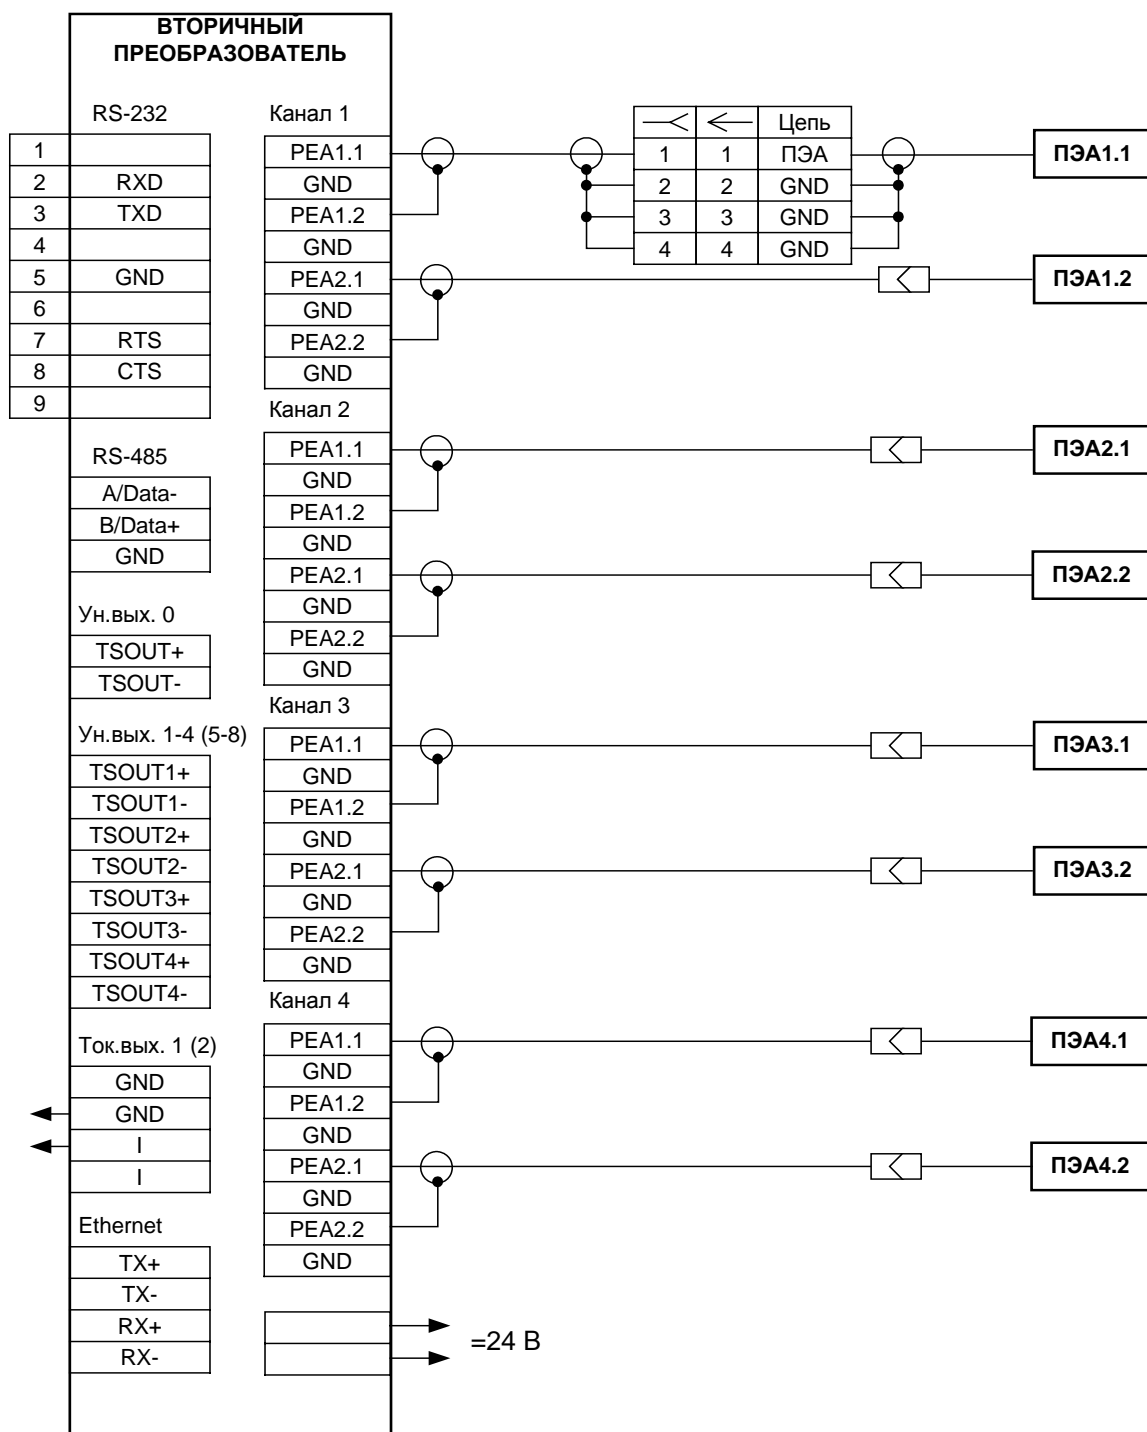 ВТОРИЧНЫЙ
ПРЕОБРАЗОВАТЕЛЬ
RS-232
1
2 RXD
3 TXD
4
5 GND
6
7 RTS
8 CTS
9
RS-485
A/Data-
B/Data+
GND
Ун.вых. 0
TSOUT+
TSOUT-
Ун.вых. 1-4 (5-8)
TSOUT1+
TSOUT1-
TSOUT2+
TSOUT2-
TSOUT3+
TSOUT3-
TSOUT4+
TSOUT4-
Ток.вых. 1 (2)
GND
GND
I
I
Ethernet
TX+
TX-
RX+
RX-
Канал 1
PEA1.1
GND
PEA1.2
GND
PEA2.1
GND
PEA2.2
GND
Канал 2
PEA1.1
GND
PEA1.2
GND
PEA2.1
GND
PEA2.2
GND
Канал 3
PEA1.1
GND
PEA1.2
GND
PEA2.1
GND
PEA2.2
GND
Канал 4
PEA1.1
GND
PEA1.2
GND
PEA2.1
GND
PEA2.2
GND
=24 В
Цепь
1 1 ПЭА
2 2 GND
3 3 GND
4 4 GND
ПЭА1.1
ПЭА1.2
ПЭА2.1
ПЭА2.2
ПЭА3.1
ПЭА3.2
ПЭА4.1
ПЭА4.2